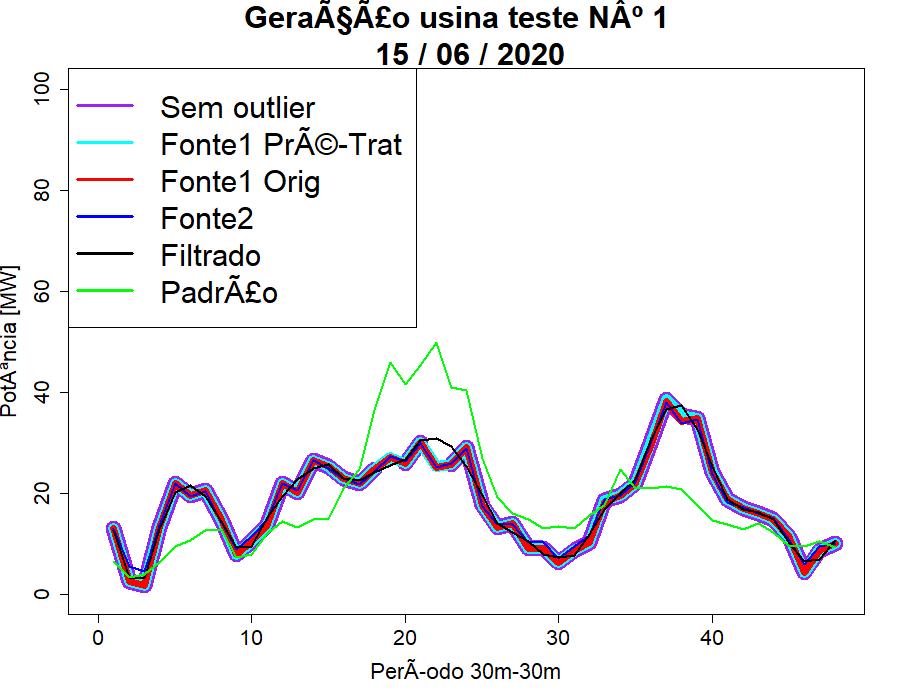 GeraÃ§Ã£o usina teste NÂº 1
15 / 06 / 2020
100
80
60
40
20
0
PotÃªncia [MW]
Sem outlier
Fonte1 PrÃ©-Trat
Fonte1 Orig
Fonte2
Filtrado
PadrÃ£o
0 10 20 30 40
PerÃ-odo 30m-30m